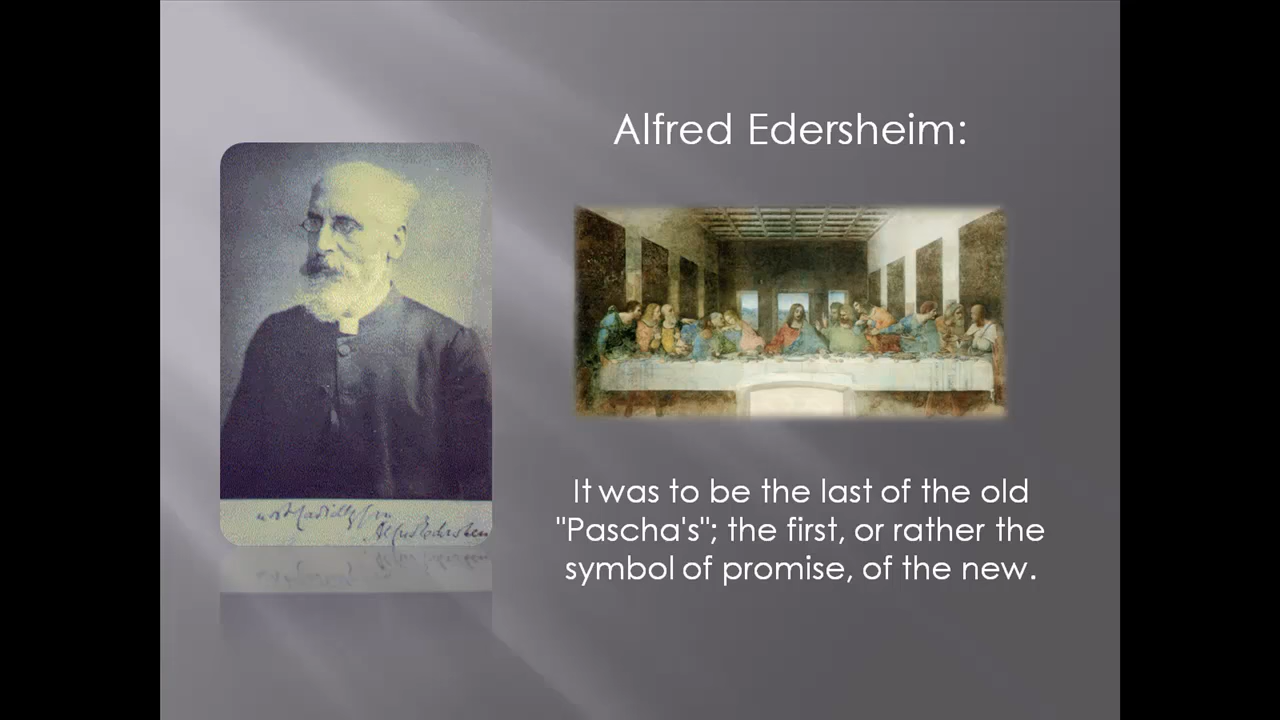 Alfred Edersheim:
It was to be the last of the old
"Pascha's"; the first, or rather the
symbol of promise, of the new.